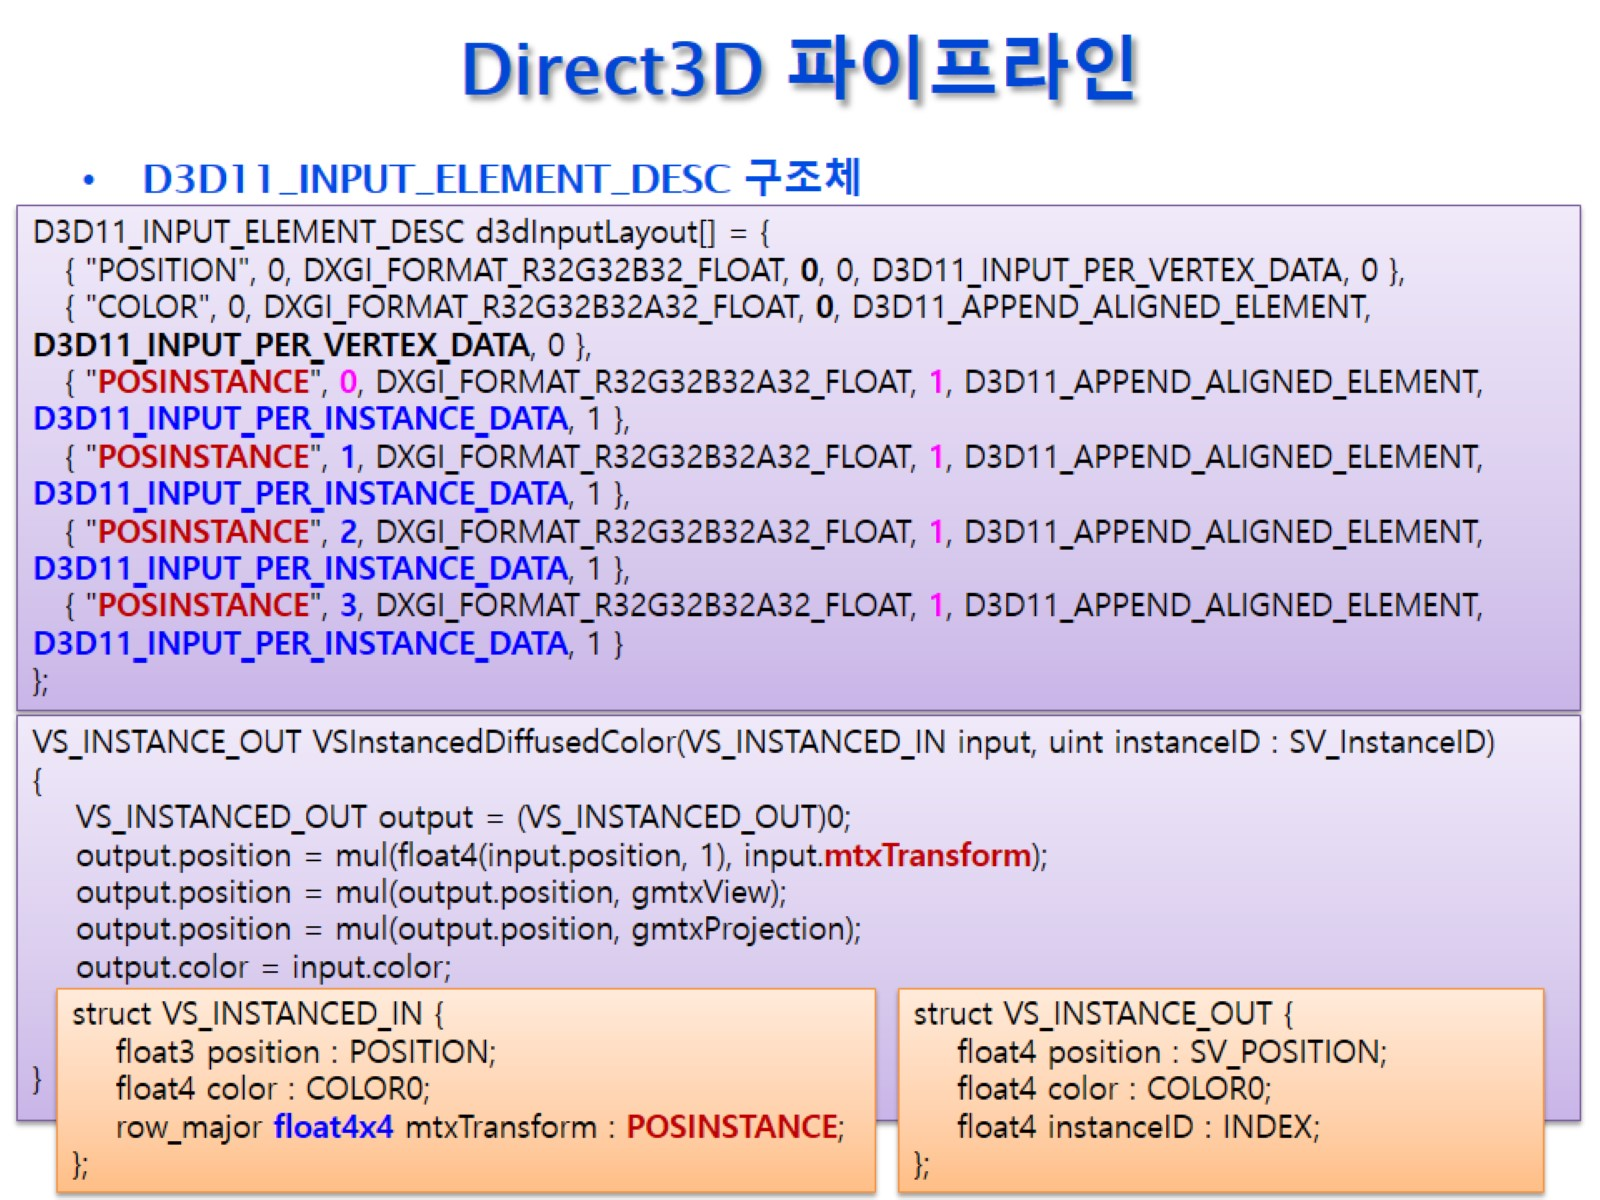 Direct3D 파이프라인
• D3D11_INPUT_ELEMENT_DESC 구조체
D3D11_INPUT_ELEMENT_DESC d3dInputLayout[] = {
{ "POSITION", 0, DXGI_FORMAT_R32G32B32_FLOAT, 0, 0, D3D11_INPUT_PER_VERTEX_DATA, 0 },
{ "COLOR", 0, DXGI_FORMAT_R32G32B32A32_FLOAT, 0, D3D11_APPEND_ALIGNED_ELEMENT,
D3D11_INPUT_PER_VERTEX_DATA, 0 },
{ "POSINSTANCE", 0, DXGI_FORMAT_R32G32B32A32_FLOAT, 1, D3D11_APPEND_ALIGNED_ELEMENT,
D3D11_INPUT_PER_INSTANCE_DATA, 1 },
{ "POSINSTANCE", 1, DXGI_FORMAT_R32G32B32A32_FLOAT, 1, D3D11_APPEND_ALIGNED_ELEMENT,
D3D11_INPUT_PER_INSTANCE_DATA, 1 },
{ "POSINSTANCE", 2, DXGI_FORMAT_R32G32B32A32_FLOAT, 1, D3D11_APPEND_ALIGNED_ELEMENT,
D3D11_INPUT_PER_INSTANCE_DATA, 1 },
{ "POSINSTANCE", 3, DXGI_FORMAT_R32G32B32A32_FLOAT, 1, D3D11_APPEND_ALIGNED_ELEMENT,
D3D11_INPUT_PER_INSTANCE_DATA, 1 }
};
VS_INSTANCE_OUT VSInstancedDiffusedColor(VS_INSTANCED_IN input, uint instanceID : SV_InstanceID)
{
VS_INSTANCED_OUT output = (VS_INSTANCED_OUT)0;
output.position = mul(float4(input.position, 1), input.mtxTransform);
output.position = mul(output.position, gmtxView);
output.position = mul(output.position, gmtxProjection);
output.color = input.color;
}
struct VS_INSTANCED_IN {
float3 position : POSITION;
float4 color : COLOR0;
row_major float4x4 mtxTransform : POSINSTANCE;
};
struct VS_INSTANCE_OUT {
float4 position : SV_POSITION;
float4 color : COLOR0;
float4 instanceID : INDEX;
};